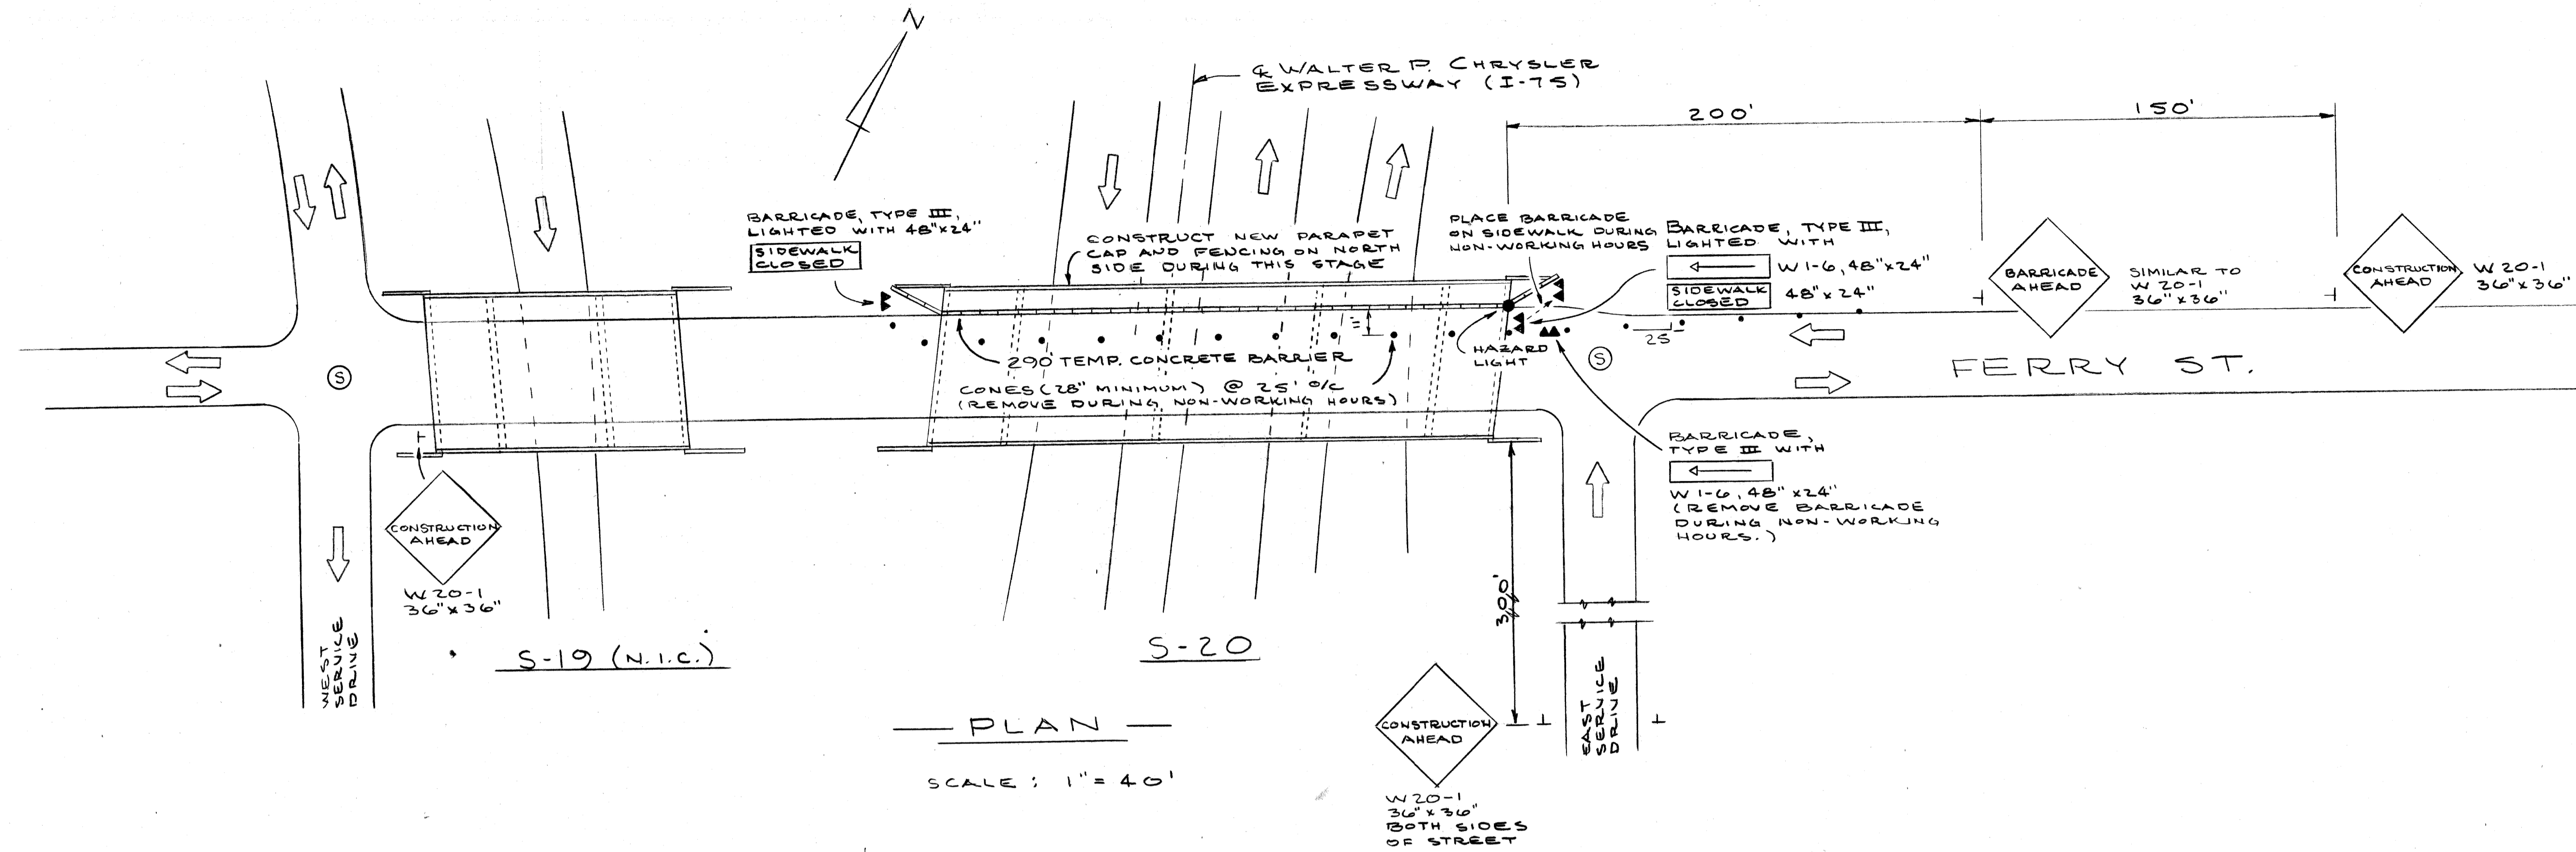 N
℄ WALTER P. CHRYSLER
EXPRESSWAY (I-75)
200'
150'
BARRICADE, TYPE III,
LIGHTED WITH 48"x24"
SIDEWALK
CLOSED
CONSTRUCT NEW PARAPET
CAP AND FENCING ON NORTH
SIDE DURING THIS STAGE
PLACE BARRICADE
ON SIDEWALK DURING
NON-WORKING HOURS
BARRICADE, TYPE III,
LIGHTED WITH
W 1-6, 48"x24"
SIDEWALK
CLOSED
48"x24"
BARRICADE
AHEAD
SIMILAR TO
W 20-1
36"x36"
CONSTRUCTION
AHEAD
W 20-1
36"x36"
11'
290' TEMP. CONCRETE BARRIER
CONES (28" MINIMUM) @ 25' o/c
(REMOVE DURING NON-WORKING HOURS)
HAZARD
LIGHT
25'
S
S
FERRY ST.
BARRICADE,
TYPE III WITH
W 1-6, 48"x24"
(REMOVE BARRICADE
DURING NON-WORKING
HOURS.)
CONSTRUCTION
AHEAD
W 20-1
36"x36"
WEST
SERVICE
DRIVE
S-19 (N.I.C.)
S-20
300'
EAST
SERVICE
DRIVE
PLAN
SCALE: 1"=40'
CONSTRUCTION
AHEAD
W 20-1
36"x36"
BOTH SIDES
OF STREET